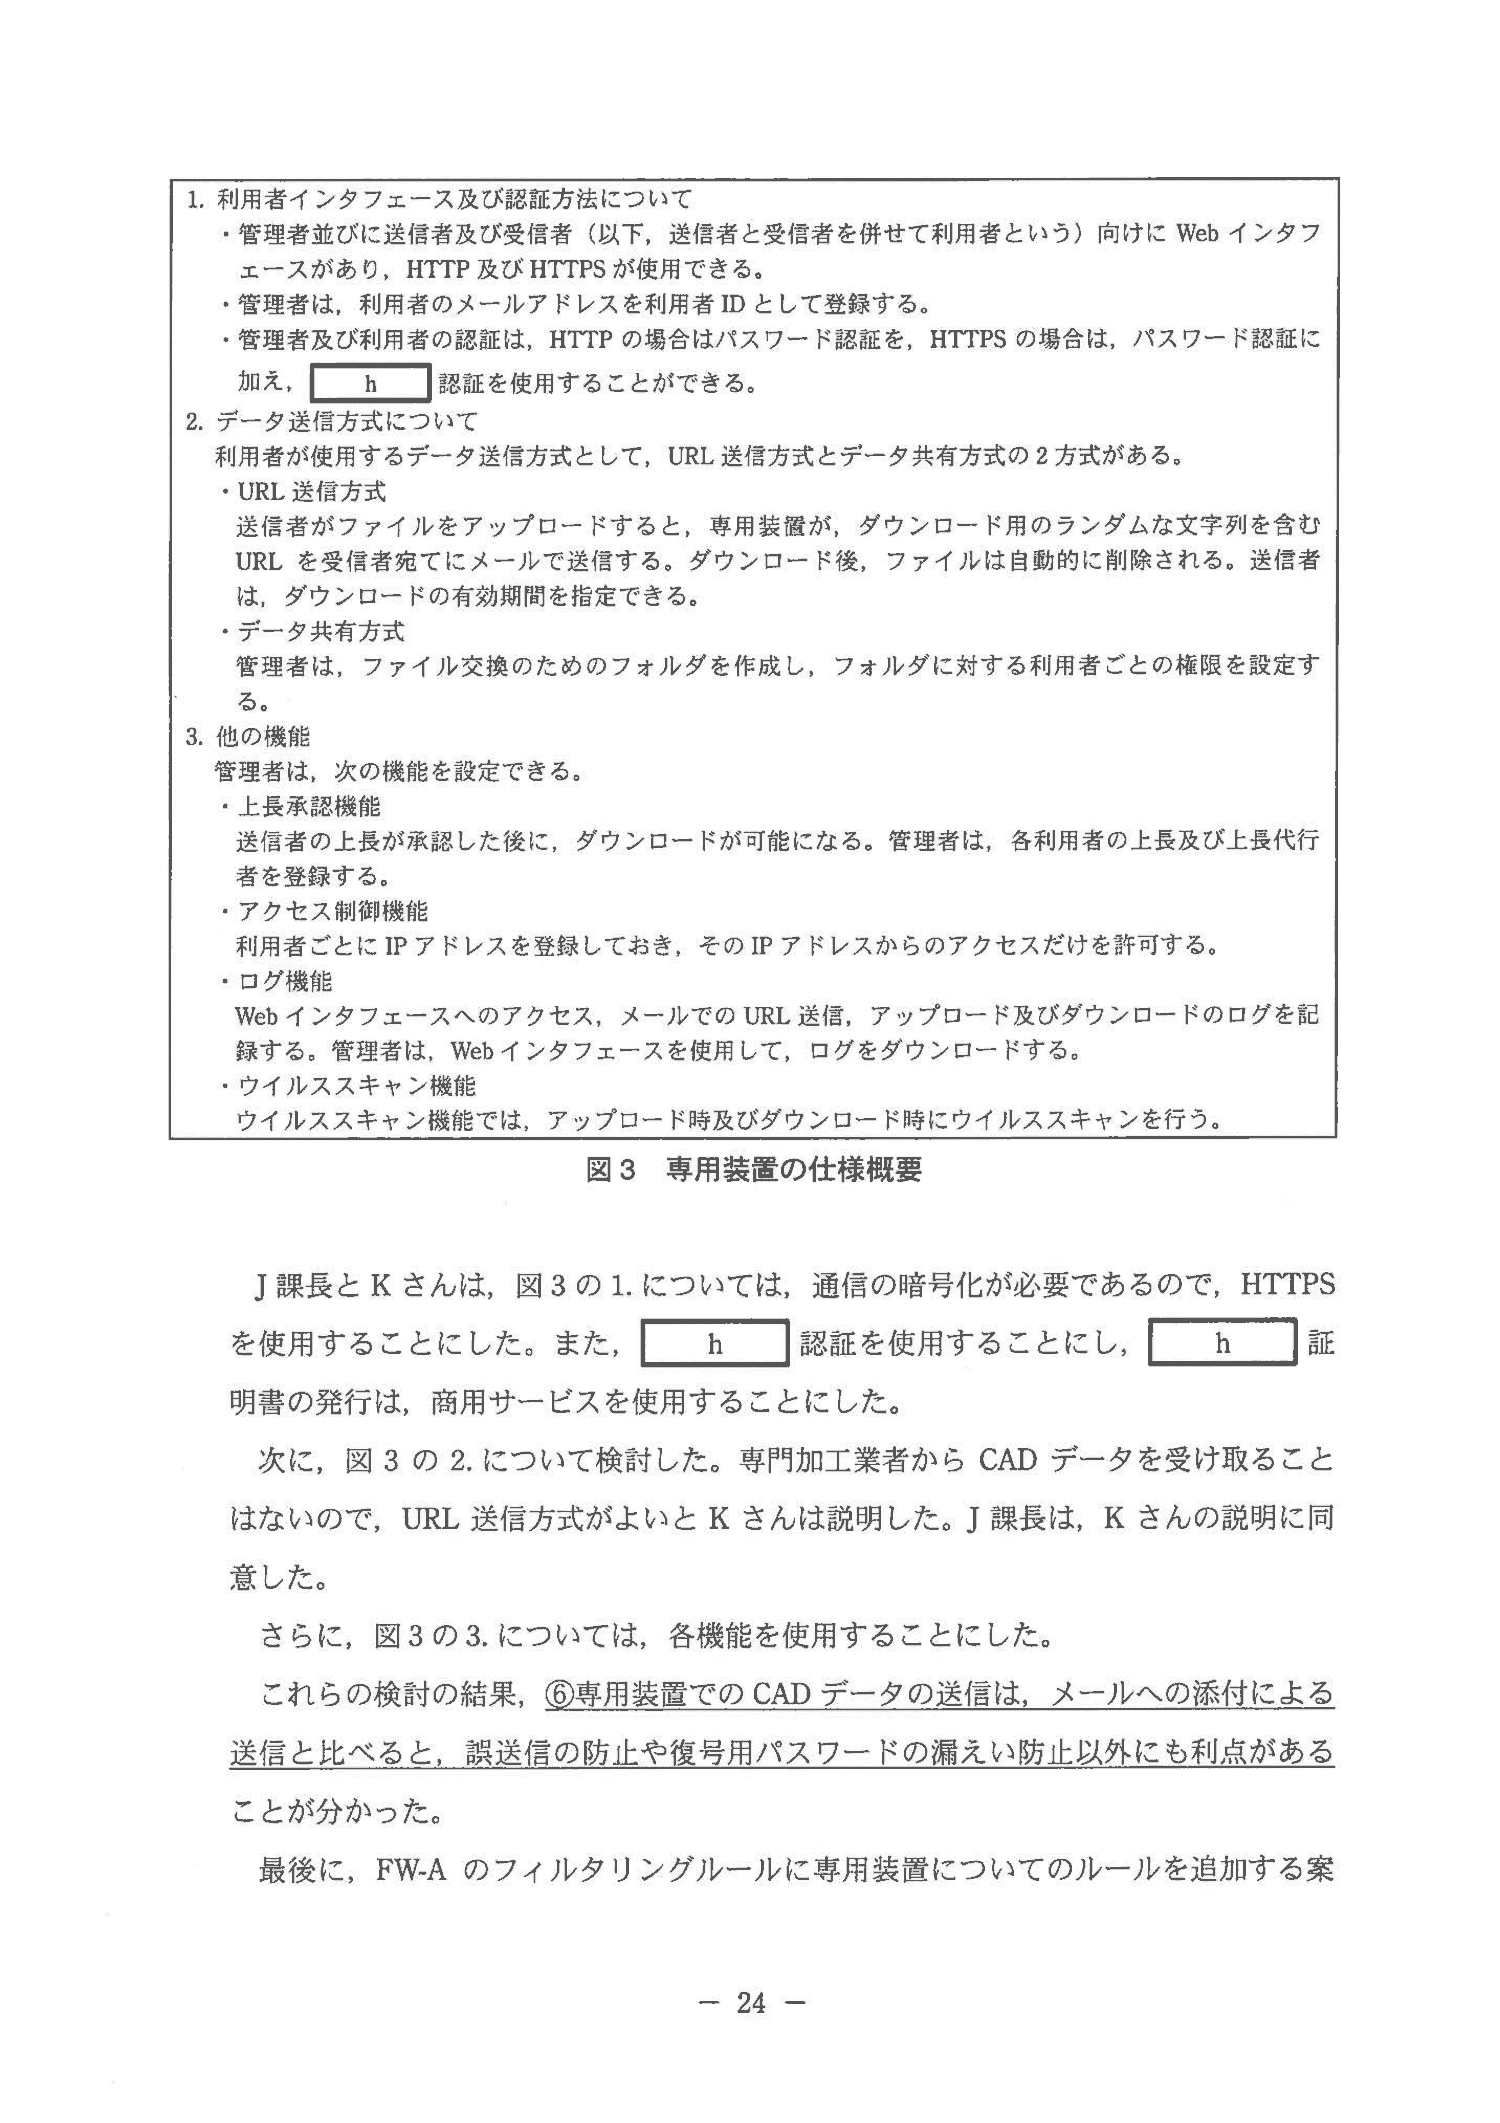 1. 利用者インタフェース及び認証方法について
・管理者並びに送信者及び受信者（以下，送信者と受信者を併せて利用者という）向けに Web インタフ
ェースがあり，HTTP 及び HTTPS が使用できる。
・管理者は，利用者のメールアドレスを利用者 ID として登録する。
・管理者及び利用者の認証は，HTTP の場合はパスワード認証を，HTTPS の場合は，パスワード認証に
加え， h 認証を使用することができる。
2. データ送信方式について
利用者が使用するデータ送信方式として，URL 送信方式とデータ共有方式の 2 方式がある。
・URL 送信方式
送信者がファイルをアップロードすると，専用装置が，ダウンロード用のランダムな文字列を含む
URL を受信者宛てにメールで送信する。ダウンロード後，ファイルは自動的に削除される。送信者
は，ダウンロードの有効期間を指定できる。
・データ共有方式
管理者は，ファイル交換のためのフォルダを作成し，フォルダに対する利用者ごとの権限を設定す
る。
3. 他の機能
管理者は，次の機能を設定できる。
・上長承認機能
送信者の上長が承認した後に，ダウンロードが可能になる。管理者は，各利用者の上長及び上長代行
者を登録する。
・アクセス制御機能
利用者ごとに IP アドレスを登録しておき，その IP アドレスからのアクセスだけを許可する。
・ログ機能
Web インタフェースへのアクセス，メールでの URL 送信，アップロード及びダウンロードのログを記
録する。管理者は，Web インタフェースを使用して，ログをダウンロードする。
・ウイルススキャン機能
ウイルススキャン機能では，アップロード時及びダウンロード時にウイルススキャンを行う。
図 3　専用装置の仕様概要
J 課長と K さんは，図 3 の 1. については，通信の暗号化が必要であるので，HTTPS
を使用することにした。また， h 認証を使用することにし， h 証
明書の発行は，商用サービスを使用することにした。
次に，図 3 の 2. について検討した。専門加工業者から CAD データを受け取ること
はないので，URL 送信方式がよいと K さんは説明した。J 課長は，K さんの説明に同
意した。
さらに，図 3 の 3. については，各機能を使用することにした。
これらの検討の結果，⑥専用装置での CAD データの送信は，メールへの添付による
送信と比べると，誤送信の防止や復号用パスワードの漏えい防止以外にも利点がある
ことが分かった。
最後に，FW-A のフィルタリングルールに専用装置についてのルールを追加する案
－ 24 －